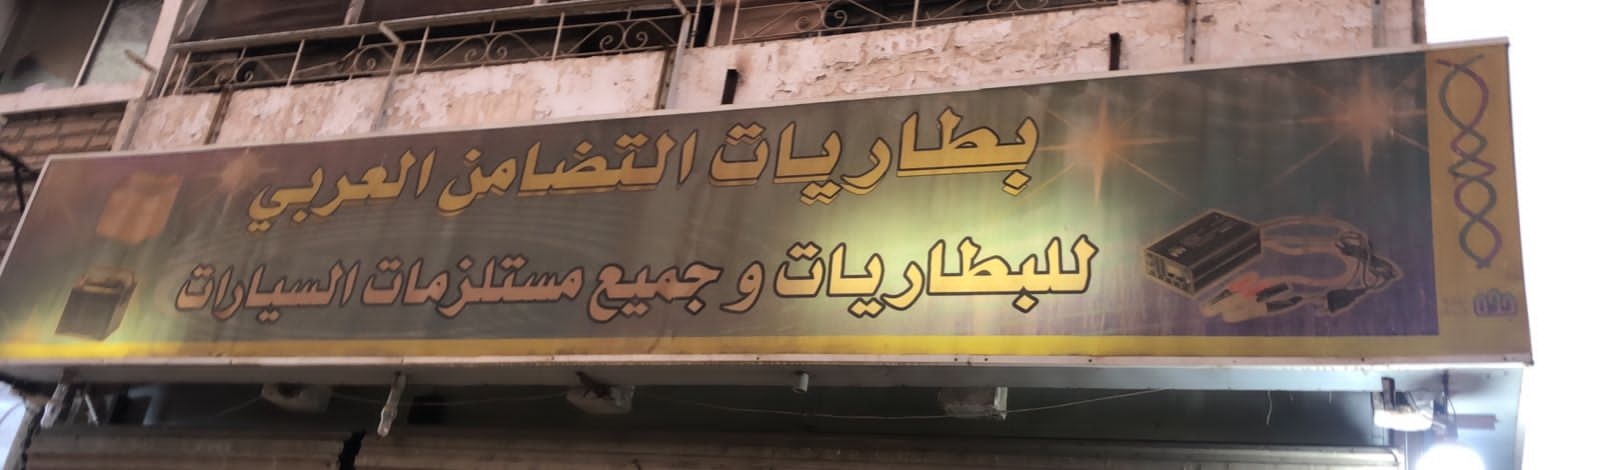 بطاريات التضامن العربي
للبطاريات و جميع مستلزمات السيارات